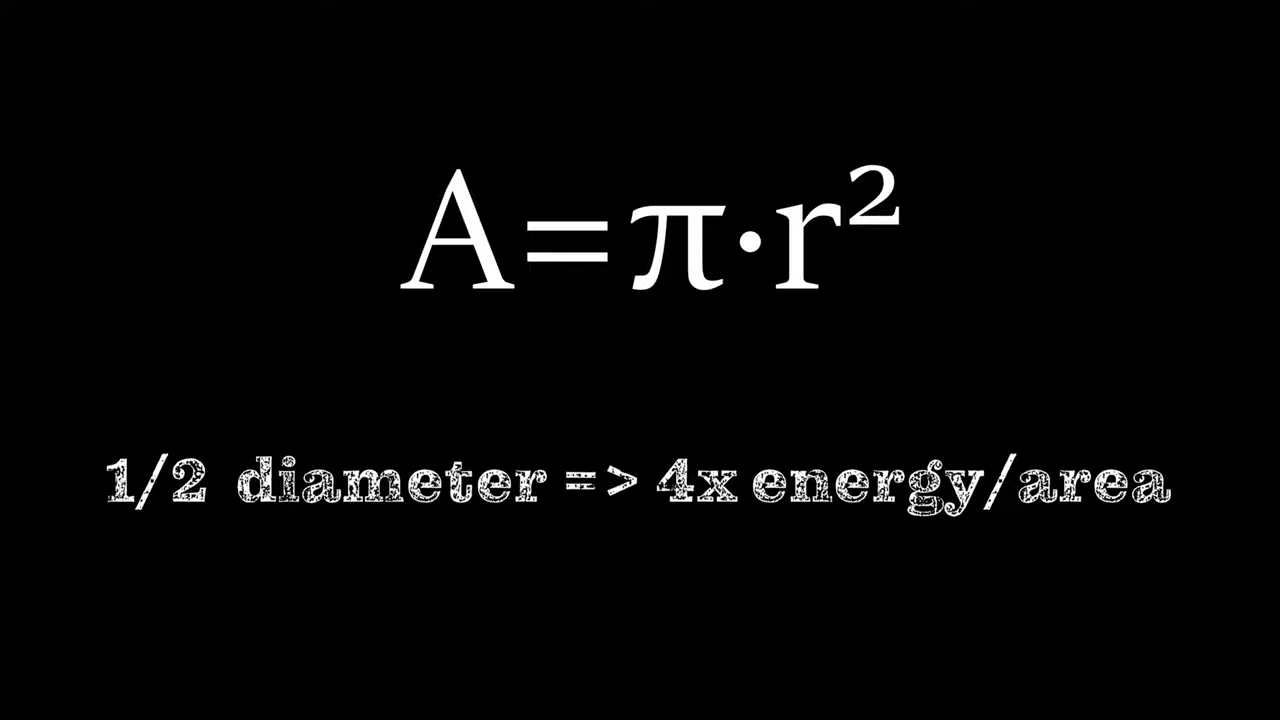 A=π·r²
1/2 diameter => 4x energy/area